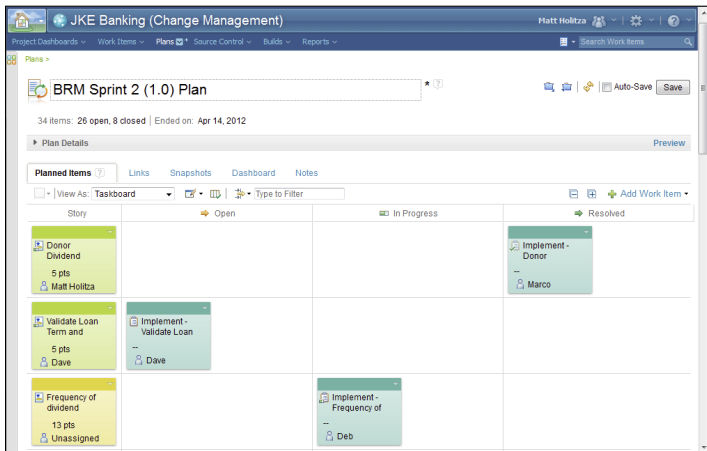 JKE Banking (Change Management)
Matt Holitza
Project Dashboards Work Items Plans Source Control Builds Reports
Search Work Items
Plans >
BRM Sprint 2 (1.0) Plan
*
Auto-Save Save
34 items: 26 open, 8 closed | Ended on: Apr 14, 2012
Plan Details
Preview
Planned Items Links Snapshots Dashboard Notes
View As: Taskboard
Type to Filter
Add Work Item
Story Open In Progress Resolved
Donor
Dividend
5 pts
Matt Holitza
Implement -
Donor
--
Marco
Validate Loan
Term and
5 pts
Dave
Implement -
Validate Loan
--
Dave
Frequency of
dividend
13 pts
Unassigned
Implement -
Frequency of
--
Deb